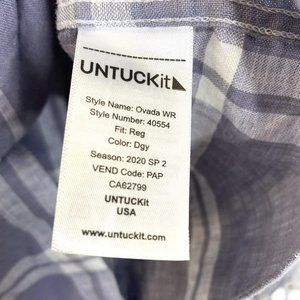 UNTUCKit
Style Name: Ovada WR
Style Number: 40554
Fit: Reg
Color: Dgy
Season: 2020 SP 2
VEND Code: PAP
CA62799
UNTUCKit
USA
www.untuckit.com